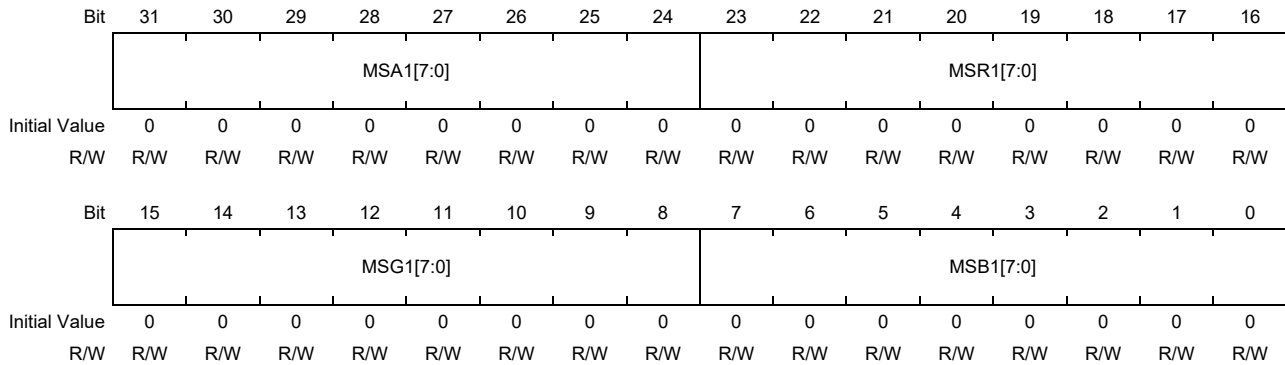 Bit 31 30 29 28 27 26 25 24 23 22 21 20 19 18 17 16
MSA1[7:0] MSR1[7:0]
Initial Value 0 0 0 0 0 0 0 0 0 0 0 0 0 0 0 0
R/W R/W R/W R/W R/W R/W R/W R/W R/W R/W R/W R/W R/W R/W R/W R/W R/W
Bit 15 14 13 12 11 10 9 8 7 6 5 4 3 2 1 0
MSG1[7:0] MSB1[7:0]
Initial Value 0 0 0 0 0 0 0 0 0 0 0 0 0 0 0 0
R/W R/W R/W R/W R/W R/W R/W R/W R/W R/W R/W R/W R/W R/W R/W R/W R/W